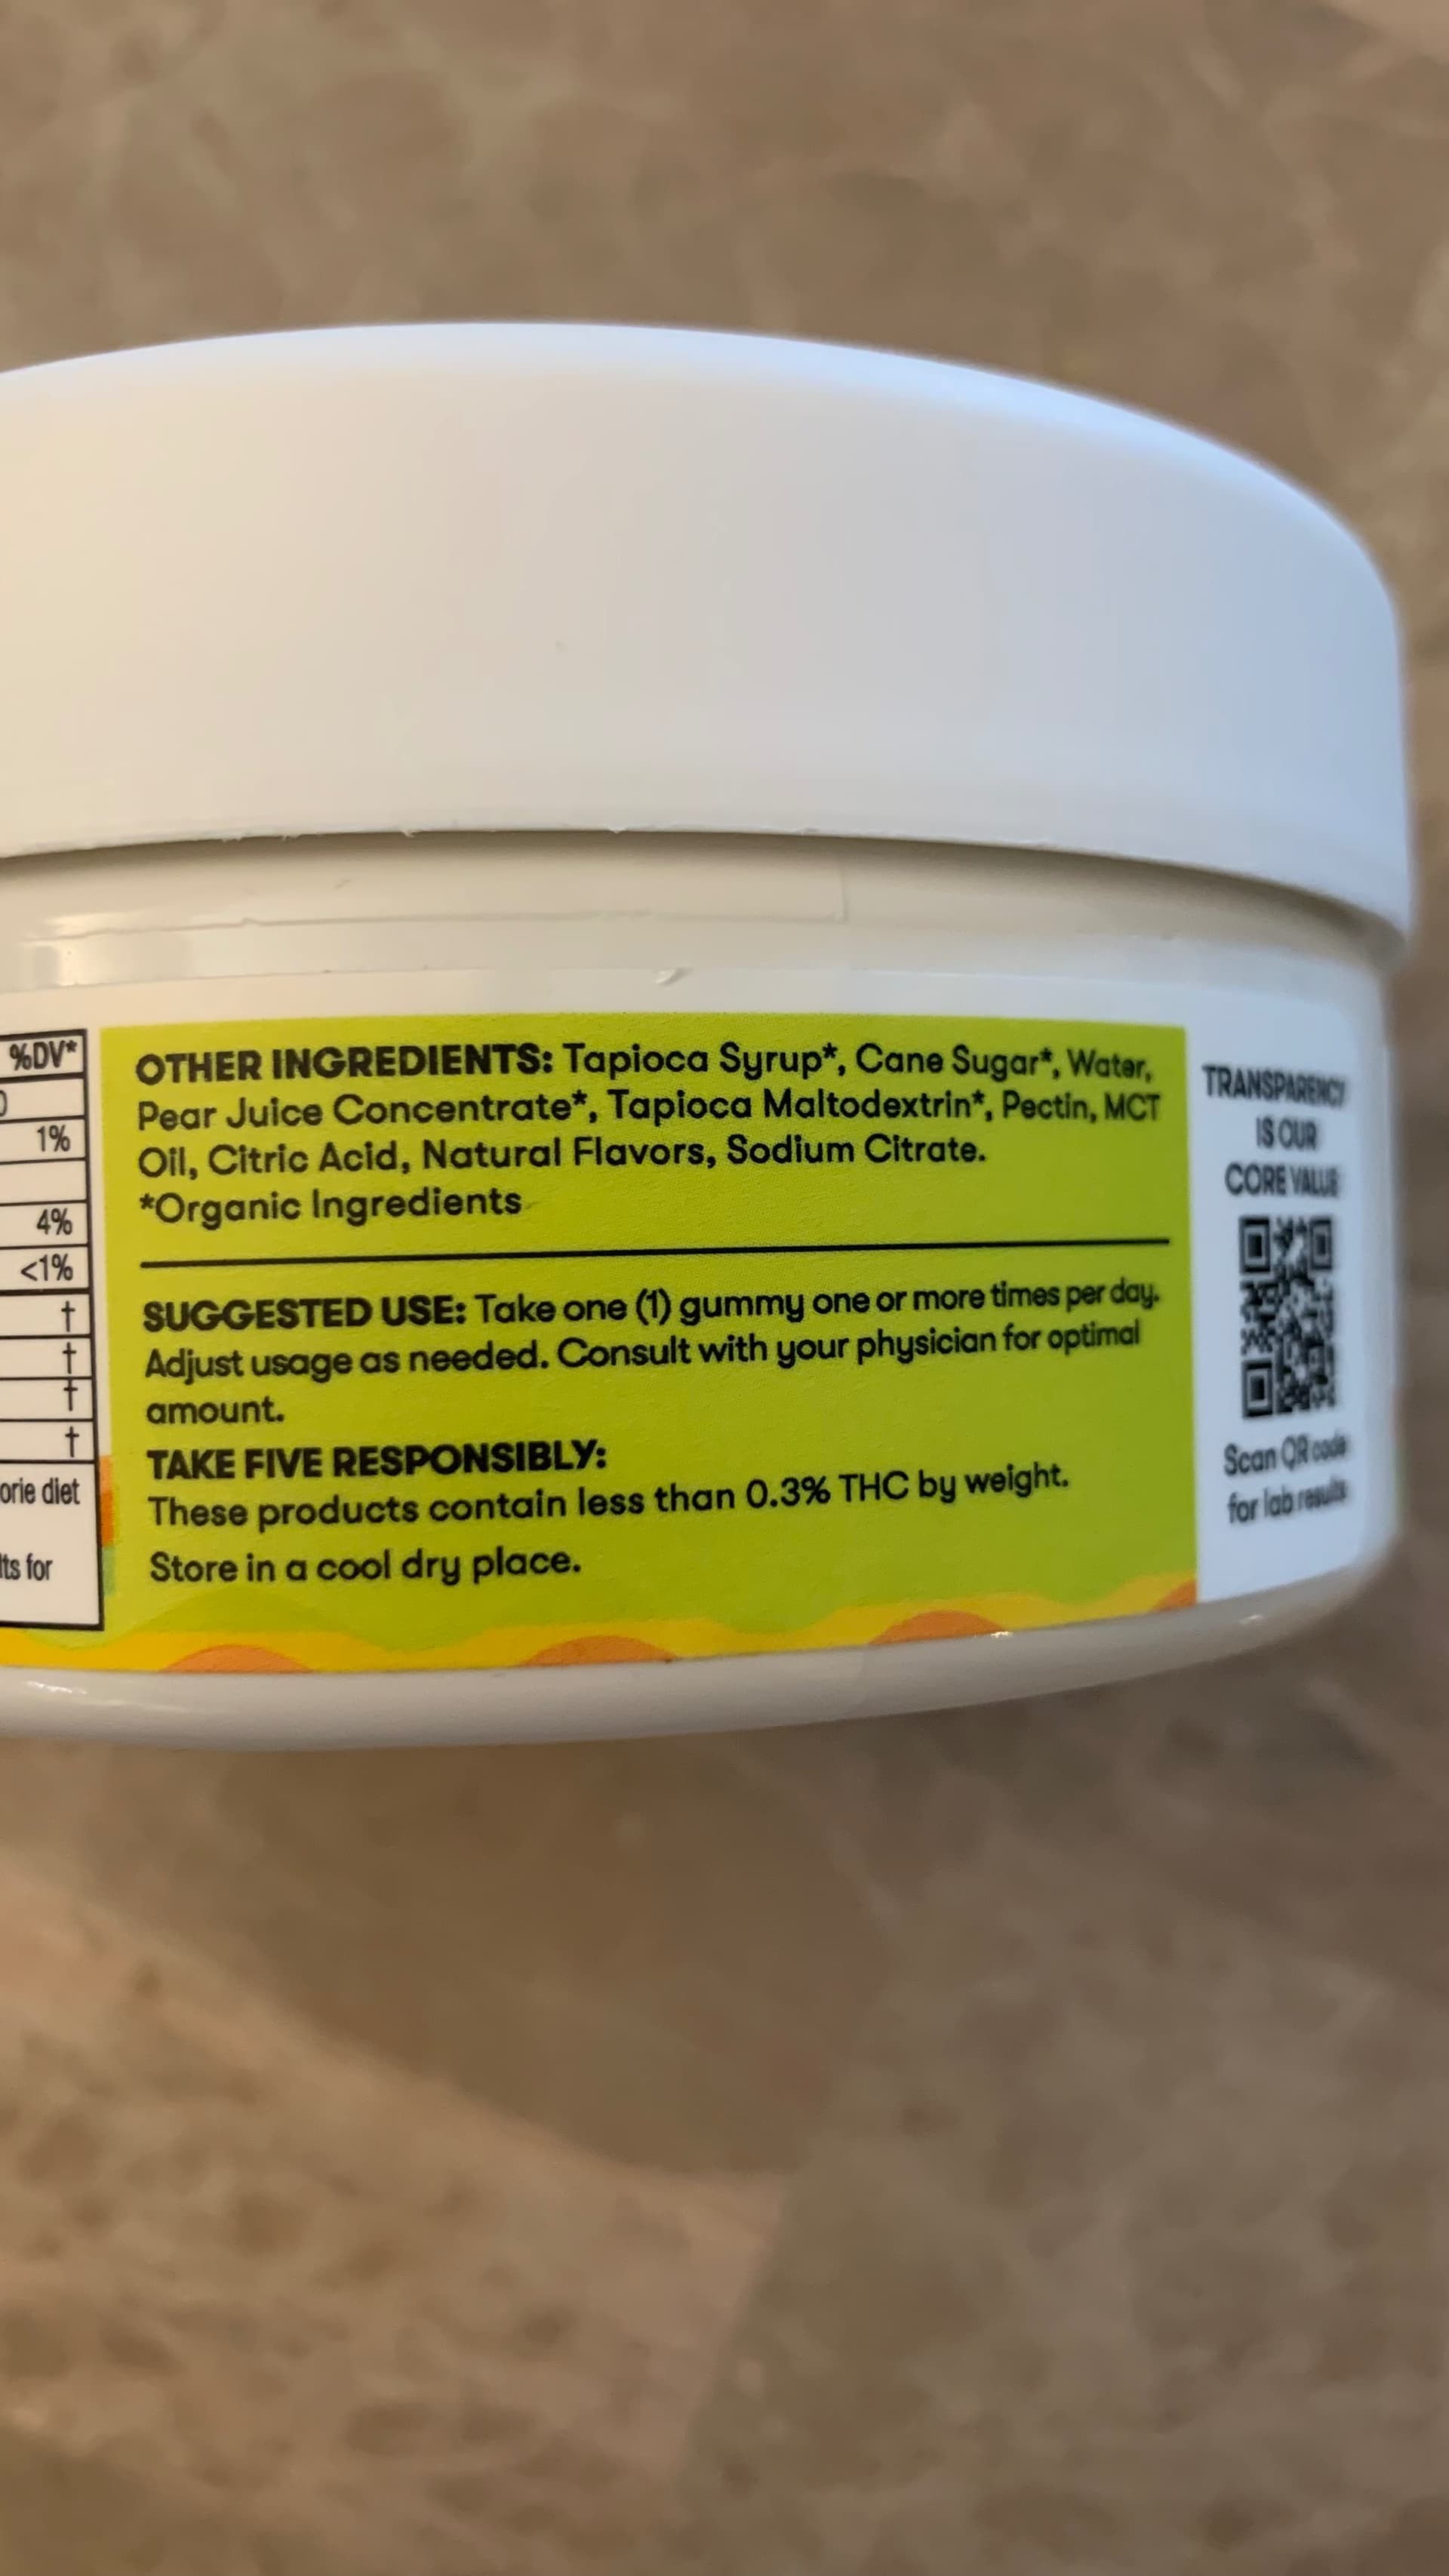 %DV*
1%
4%
<1%
†
†
†
†
orie diet
lts for
OTHER INGREDIENTS: Tapioca Syrup*, Cane Sugar*, Water,
Pear Juice Concentrate*, Tapioca Maltodextrin*, Pectin, MCT
Oil, Citric Acid, Natural Flavors, Sodium Citrate.
*Organic Ingredients
SUGGESTED USE: Take one (1) gummy one or more times per day.
Adjust usage as needed. Consult with your physician for optimal
amount.
TAKE FIVE RESPONSIBLY:
These products contain less than 0.3% THC by weight.
Store in a cool dry place.
TRANSPARENCY
IS OUR
CORE VALUE
Scan QR code
for lab results